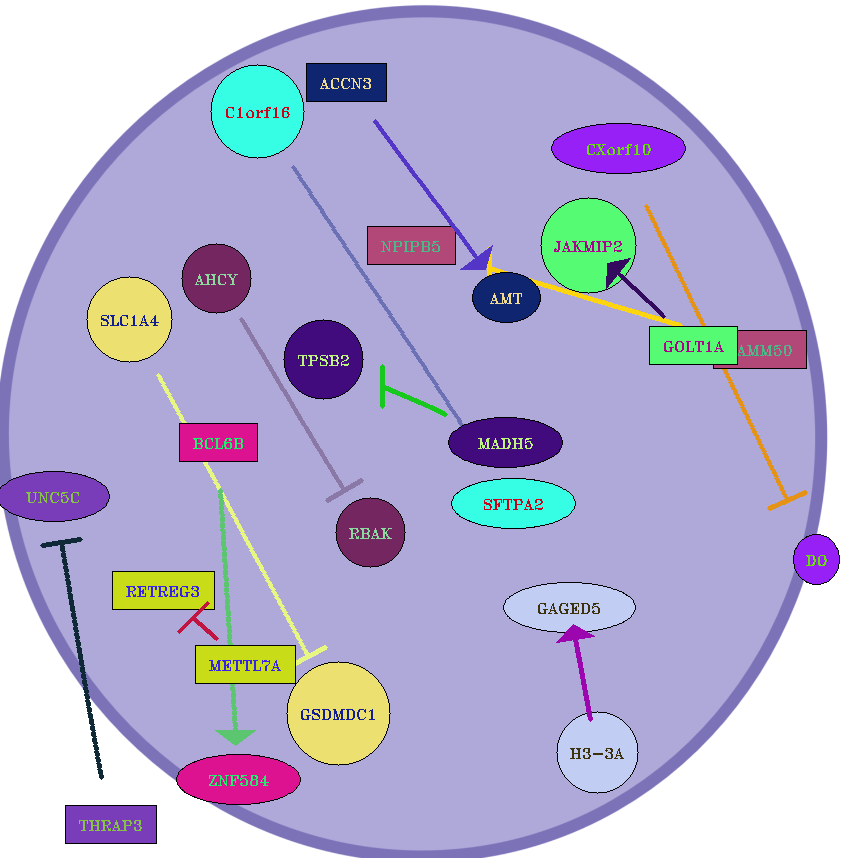 ACCN3
C1orf16
CXorf10
NPIPB5
JAKMIP2
AHCY
AMT
SLC1A4
GOLT1A
AMM50
TPSB2
BCL6B
MADH5
UNC5C
SFTPA2
RBAK
DO
RETREG3
GAGED5
METTL7A
GSDMDC1
H3-3A
ZNF584
THRAP3